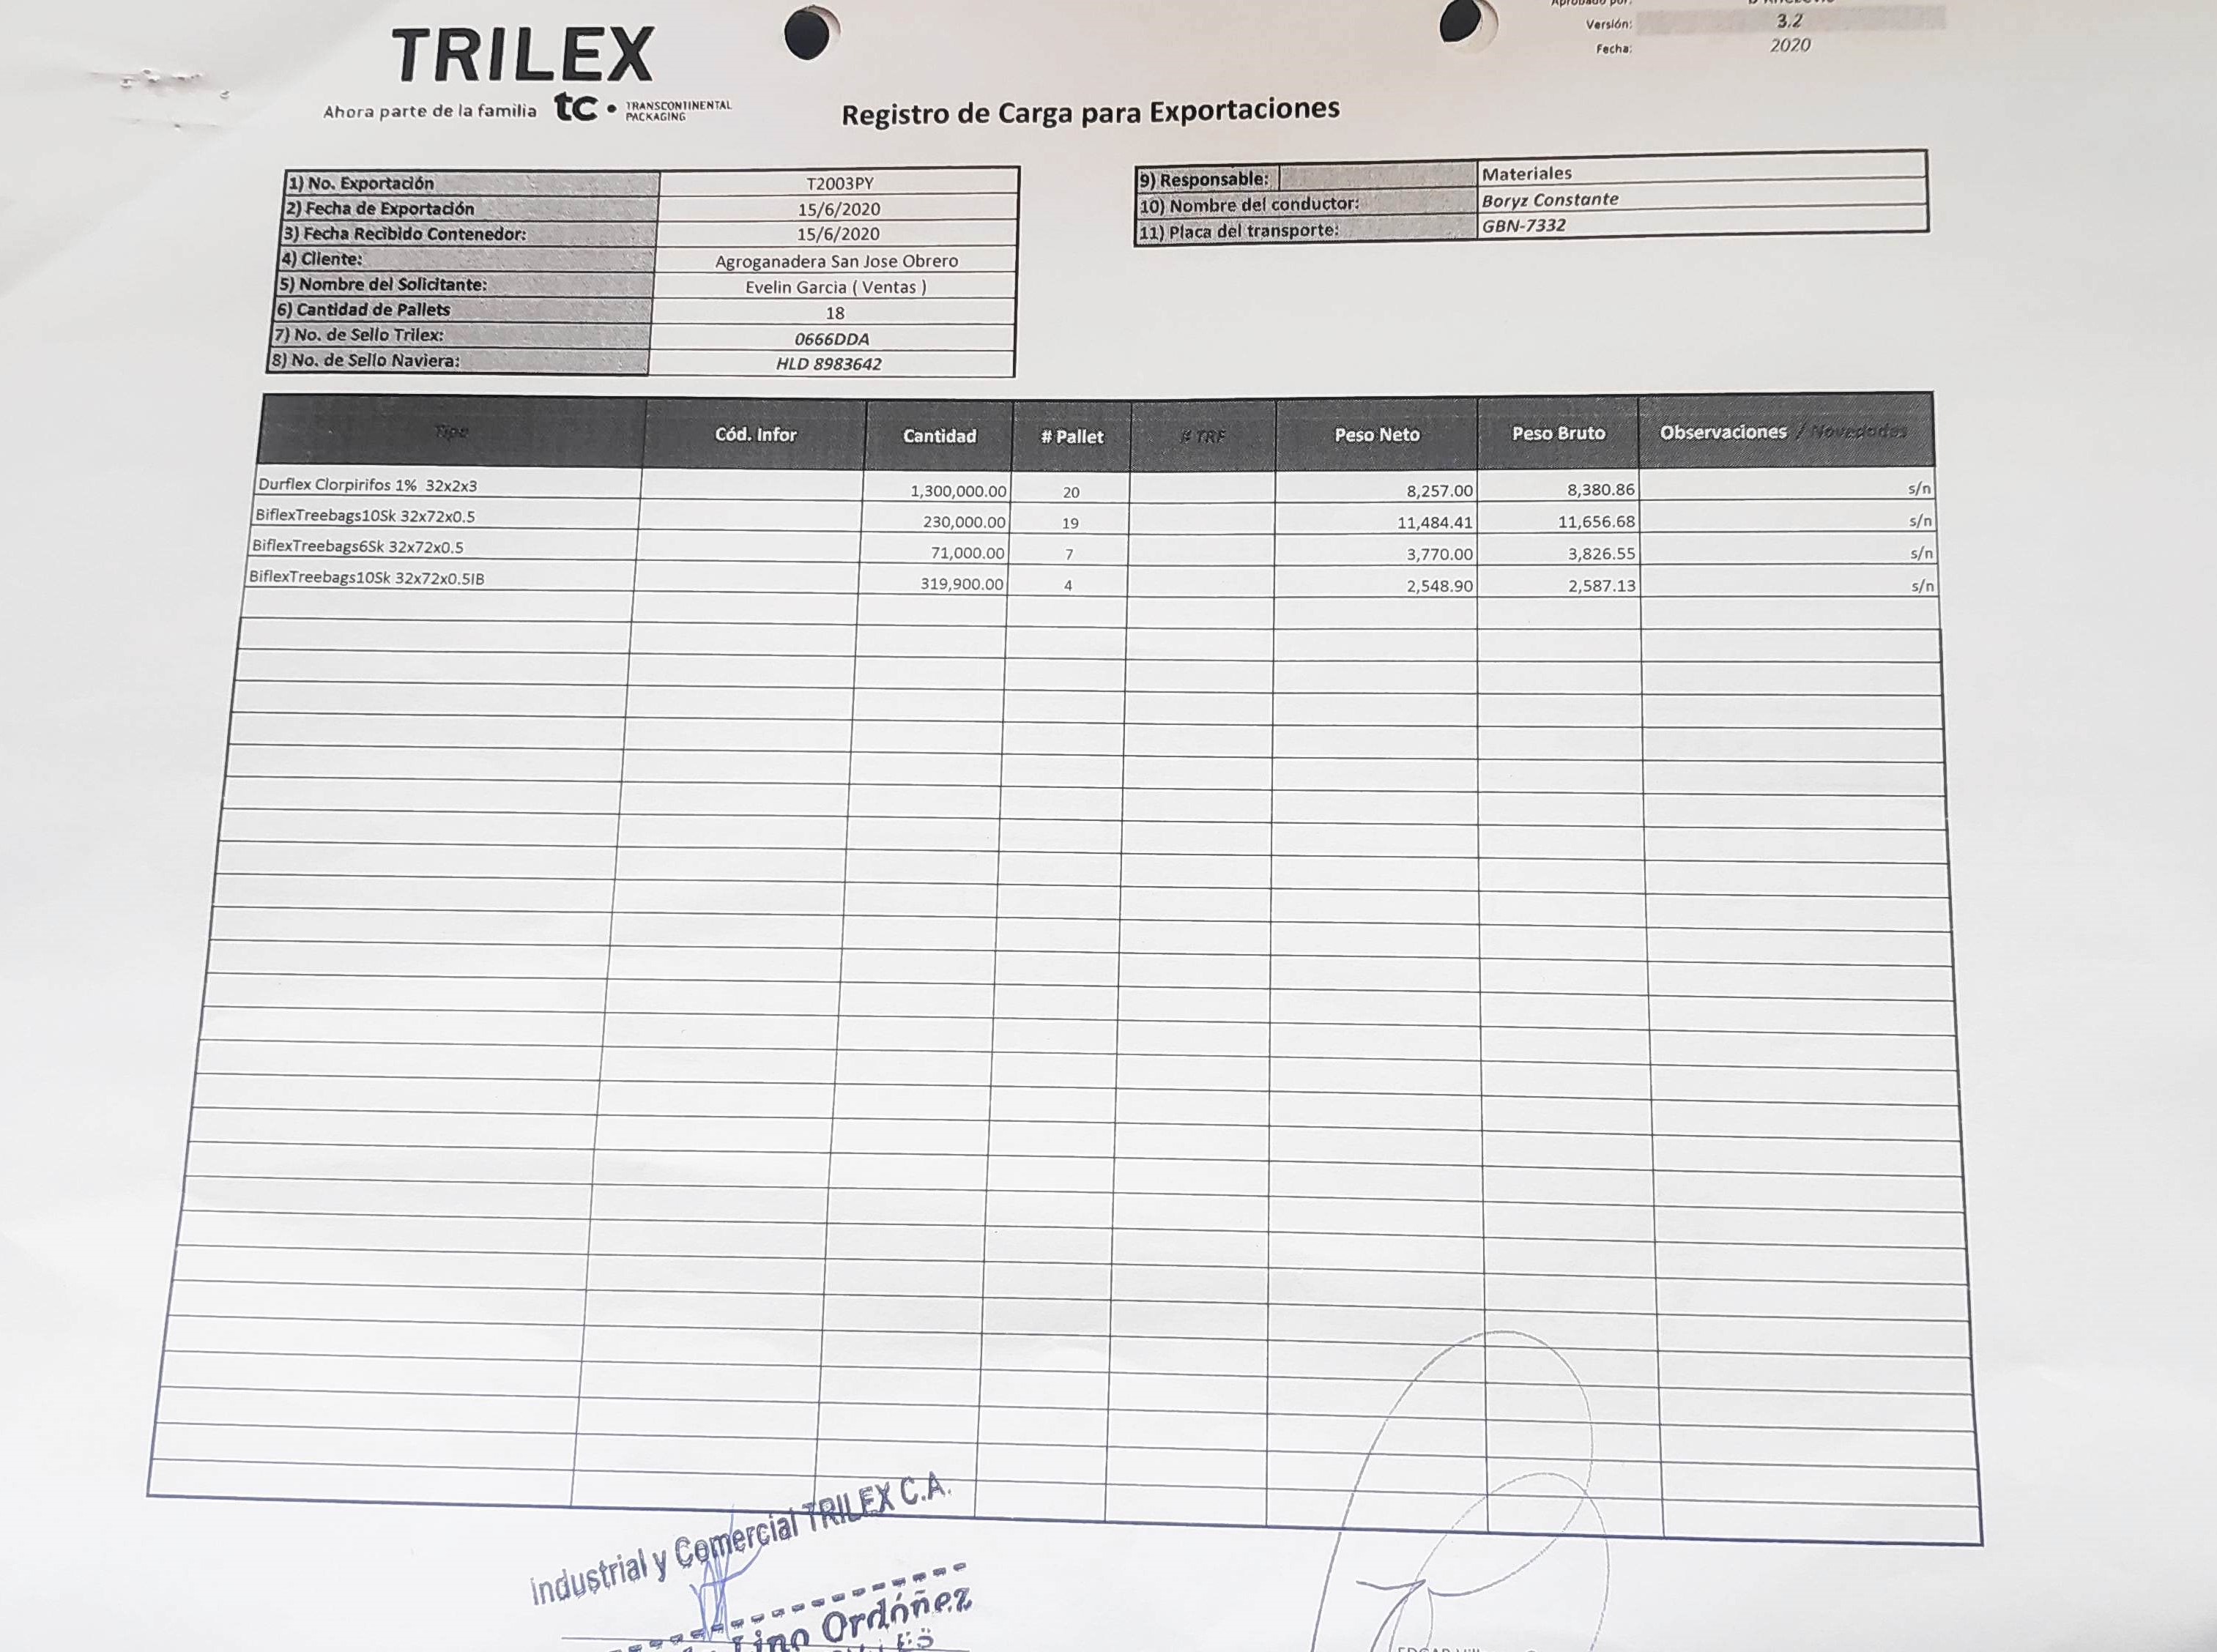 TRILEX
Ahora parte de la familia tc • TRANSCONTINENTAL PACKAGING
Registro de Carga para Exportaciones
Aprobado por:
Versión: 3.2
Fecha: 2020
1) No. Exportación T2003PY
2) Fecha de Exportación 15/6/2020
3) Fecha Recibido Contenedor: 15/6/2020
4) Cliente: Agroganadera San Jose Obrero
5) Nombre del Solicitante: Evelin Garcia ( Ventas )
6) Cantidad de Pallets 18
7) No. de Sello Trilex: 0666DDA
8) No. de Sello Naviera: HLD 8983642
9) Responsable: Materiales
10) Nombre del conductor: Boryz Constante
11) Placa del transporte: GBN-7332
Tipo Cód. Infor Cantidad # Pallet # TRF Peso Neto Peso Bruto Observaciones / Novedades
Durflex Clorpirifos 1% 32x2x3 1,300,000.00 20 8,257.00 8,380.86 s/n
BiflexTreebags10Sk 32x72x0.5 230,000.00 19 11,484.41 11,656.68 s/n
BiflexTreebags6Sk 32x72x0.5 71,000.00 7 3,770.00 3,826.55 s/n
BiflexTreebags10Sk 32x72x0.5IB 319,900.00 4 2,548.90 2,587.13 s/n
Industrial y Comercial TRILEX C.A.
Lino Ordóñez